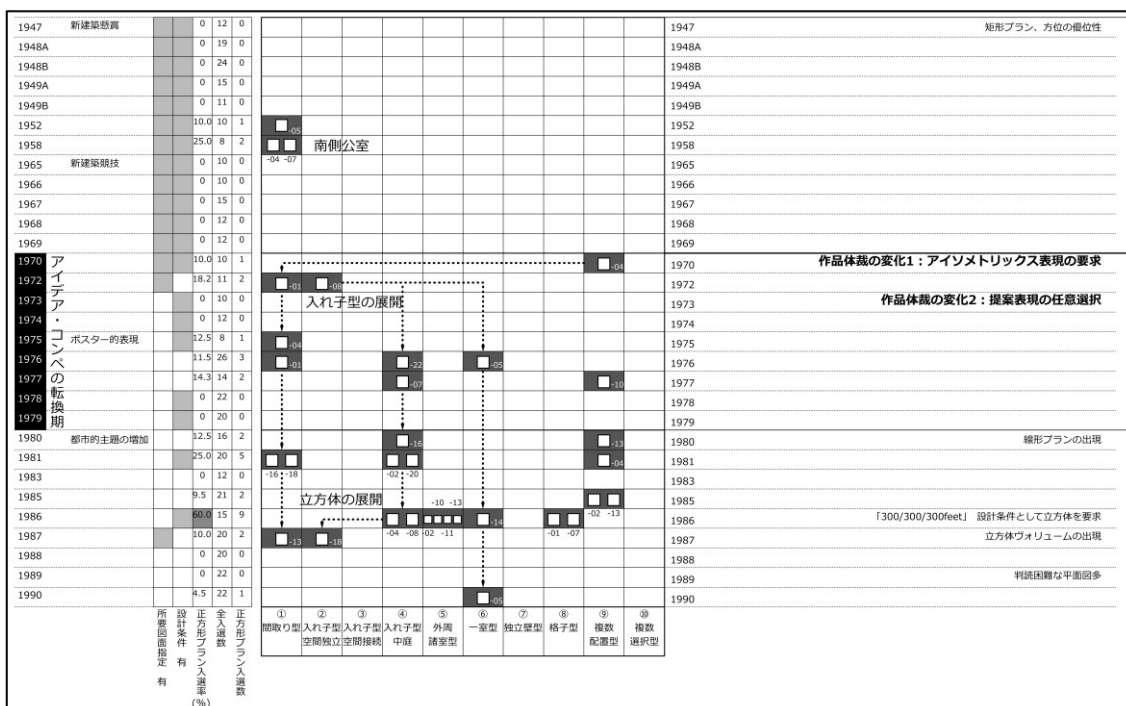 1947 新建築懸賞 0 12 0 1947 矩形プラン、方位の優位性
1948A 0 19 0 1948A
1948B 0 24 0 1948B
1949A 0 15 0 1949A
1949B 0 11 0 1949B
1952 10.0 10 1 -05 1952
1958 25.0 8 2 南側公室 1958
-04 -07
1965 新建築競技 0 10 0 1965
1966 0 10 0 1966
1967 0 15 0 1967
1968 0 12 0 1968
1969 0 12 0 1969
アイデア・コンペの転換期
1970 10.0 10 1 -04 1970 作品体裁の変化1：アイソメトリックス表現の要求
1972 18.2 11 2 -01 -08 1972
1973 0 10 0 入れ子型の展開 1973 作品体裁の変化2：提案表現の任意選択
1974 0 12 0 1974
1975 ポスター的表現 12.5 8 1 -04 1975
1976 11.5 26 3 -01 -22 -05 1976
1977 14.3 14 2 -07 -10 1977
1978 0 22 0 1978
1979 0 20 0 1979
1980 都市的主題の増加 12.5 16 2 -16 -13 1980 線形プランの出現
1981 25.0 20 5 -04 1981
-16 -18 -02 -20
1983 0 12 0 1983
1985 9.5 21 2 立方体の展開 -10 -13 1985
-02 -13
1986 60.0 15 9 -14 1986 「300/300/300feet」 設計条件として立方体を要求
-04 -08 -02 -11 -01 -07
1987 10.0 20 2 -13 -18 1987 立方体ヴォリュームの出現
1988 0 20 0 1988
1989 0 22 0 1989 判読困難な平面図多
1990 4.5 22 1 -05 1990
所要図面指定 有
設計条件 有
正方形プラン入選率(%)
全入選数
正方形プラン入選数
① ② ③ ④ ⑤ ⑥ ⑦ ⑧ ⑨ ⑩
間取り型 入れ子型 入れ子型 入れ子型 外周 一室型 独立壁型 格子型 複数 複数
空間独立 空間接続 中庭 諸室型 配置型 選択型